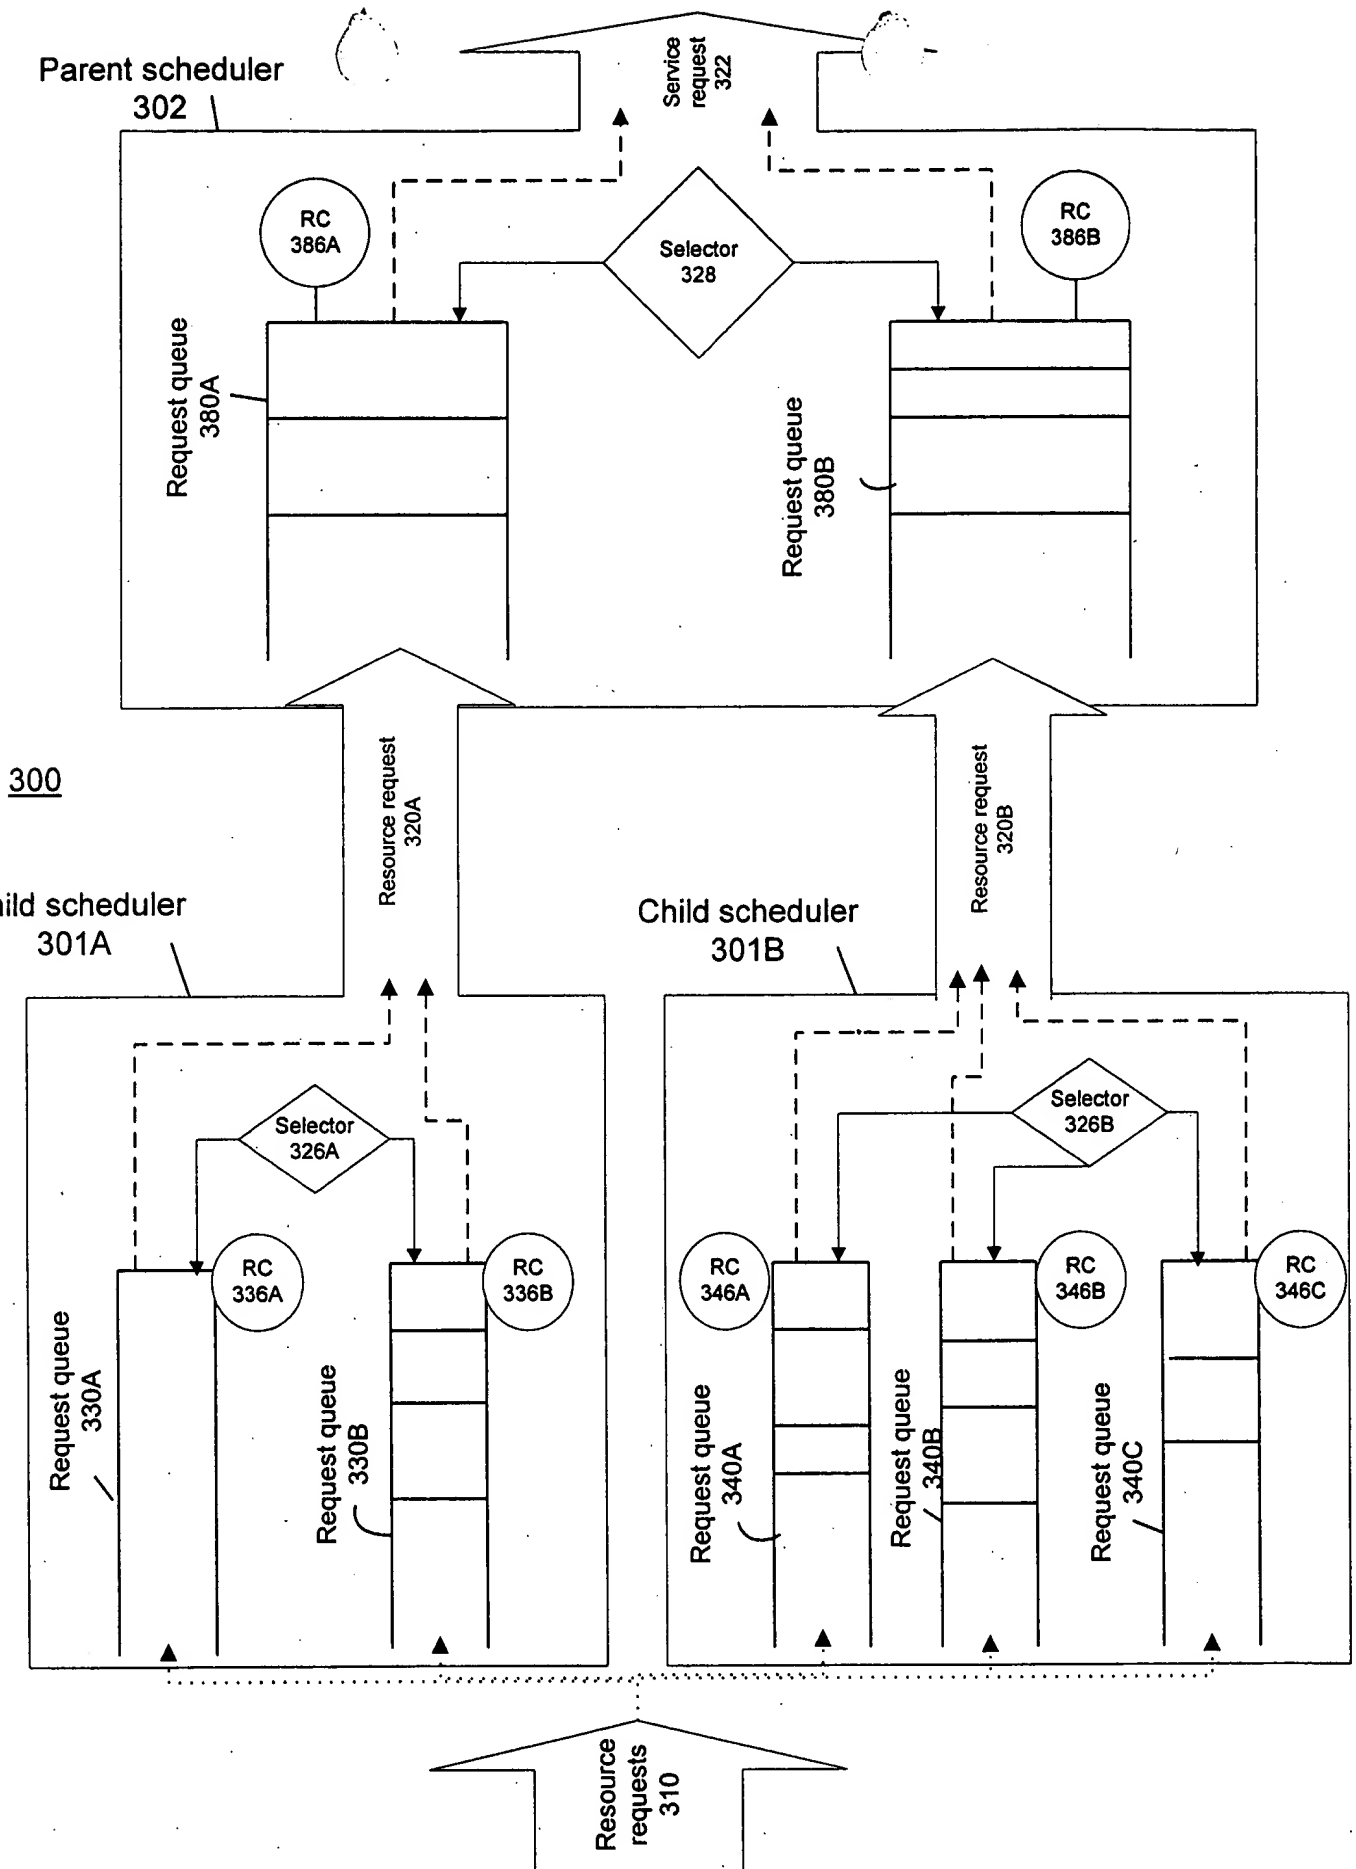 Service
request
322
Parent scheduler
302
RC
386A
Selector
328
RC
386B
Request queue
380A
Request queue
380B
Resource request
320A
Resource request
320B
300
ild scheduler
301A
Child scheduler
301B
Selector
326A
Selector
326B
RC
336A
RC
336B
RC
346A
RC
346B
RC
346C
Request queue
330A
Request queue
330B
Request queue
340A
Request queue
340B
Request queue
340C
Resource
requests
310